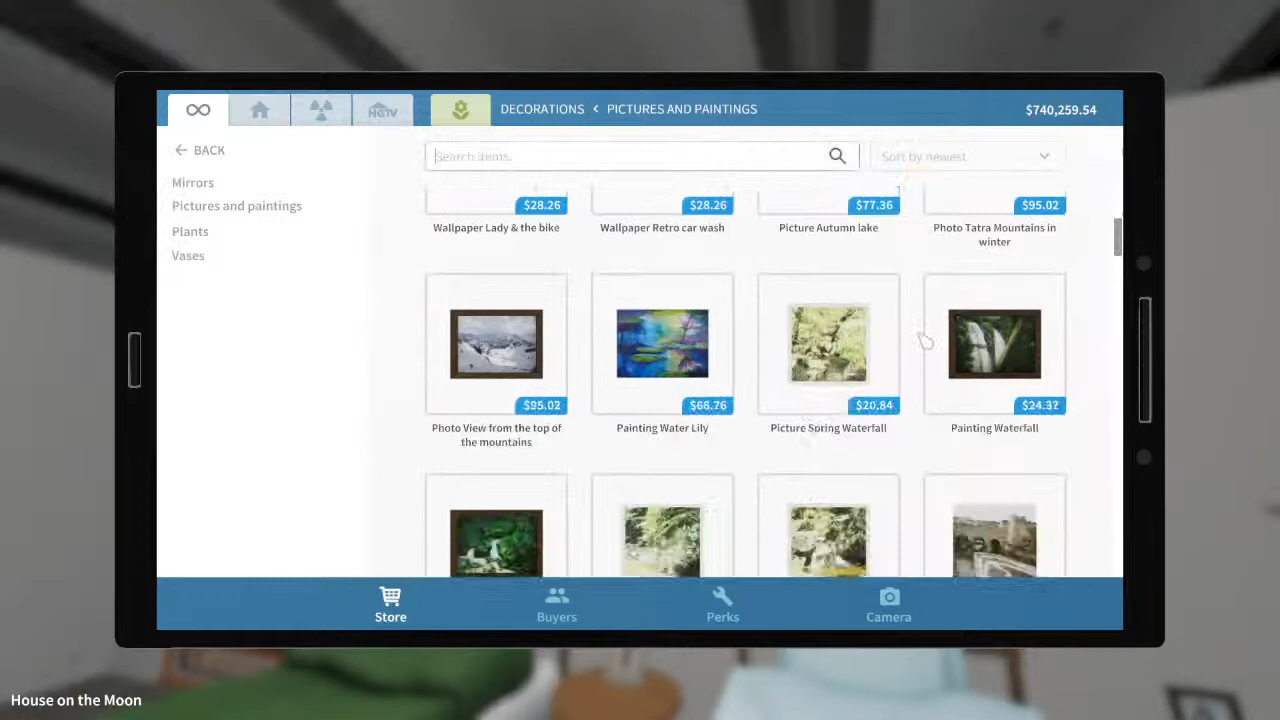 HGTV
DECORATIONS < PICTURES AND PAINTINGS
$740,259.54
BACK
Search items.
Sort by newest
Mirrors
Pictures and paintings
Plants
Vases
$28.26
$28.26
$77.36
$95.02
Wallpaper Lady & the bike
Wallpaper Retro car wash
Picture Autumn lake
Photo Tatra Mountains in
winter
$95.02
$66.76
$20.84
$24.37
Photo View from the top of
the mountains
Painting Water Lily
Picture Spring Waterfall
Painting Waterfall
Store
Buyers
Perks
Camera
House on the Moon